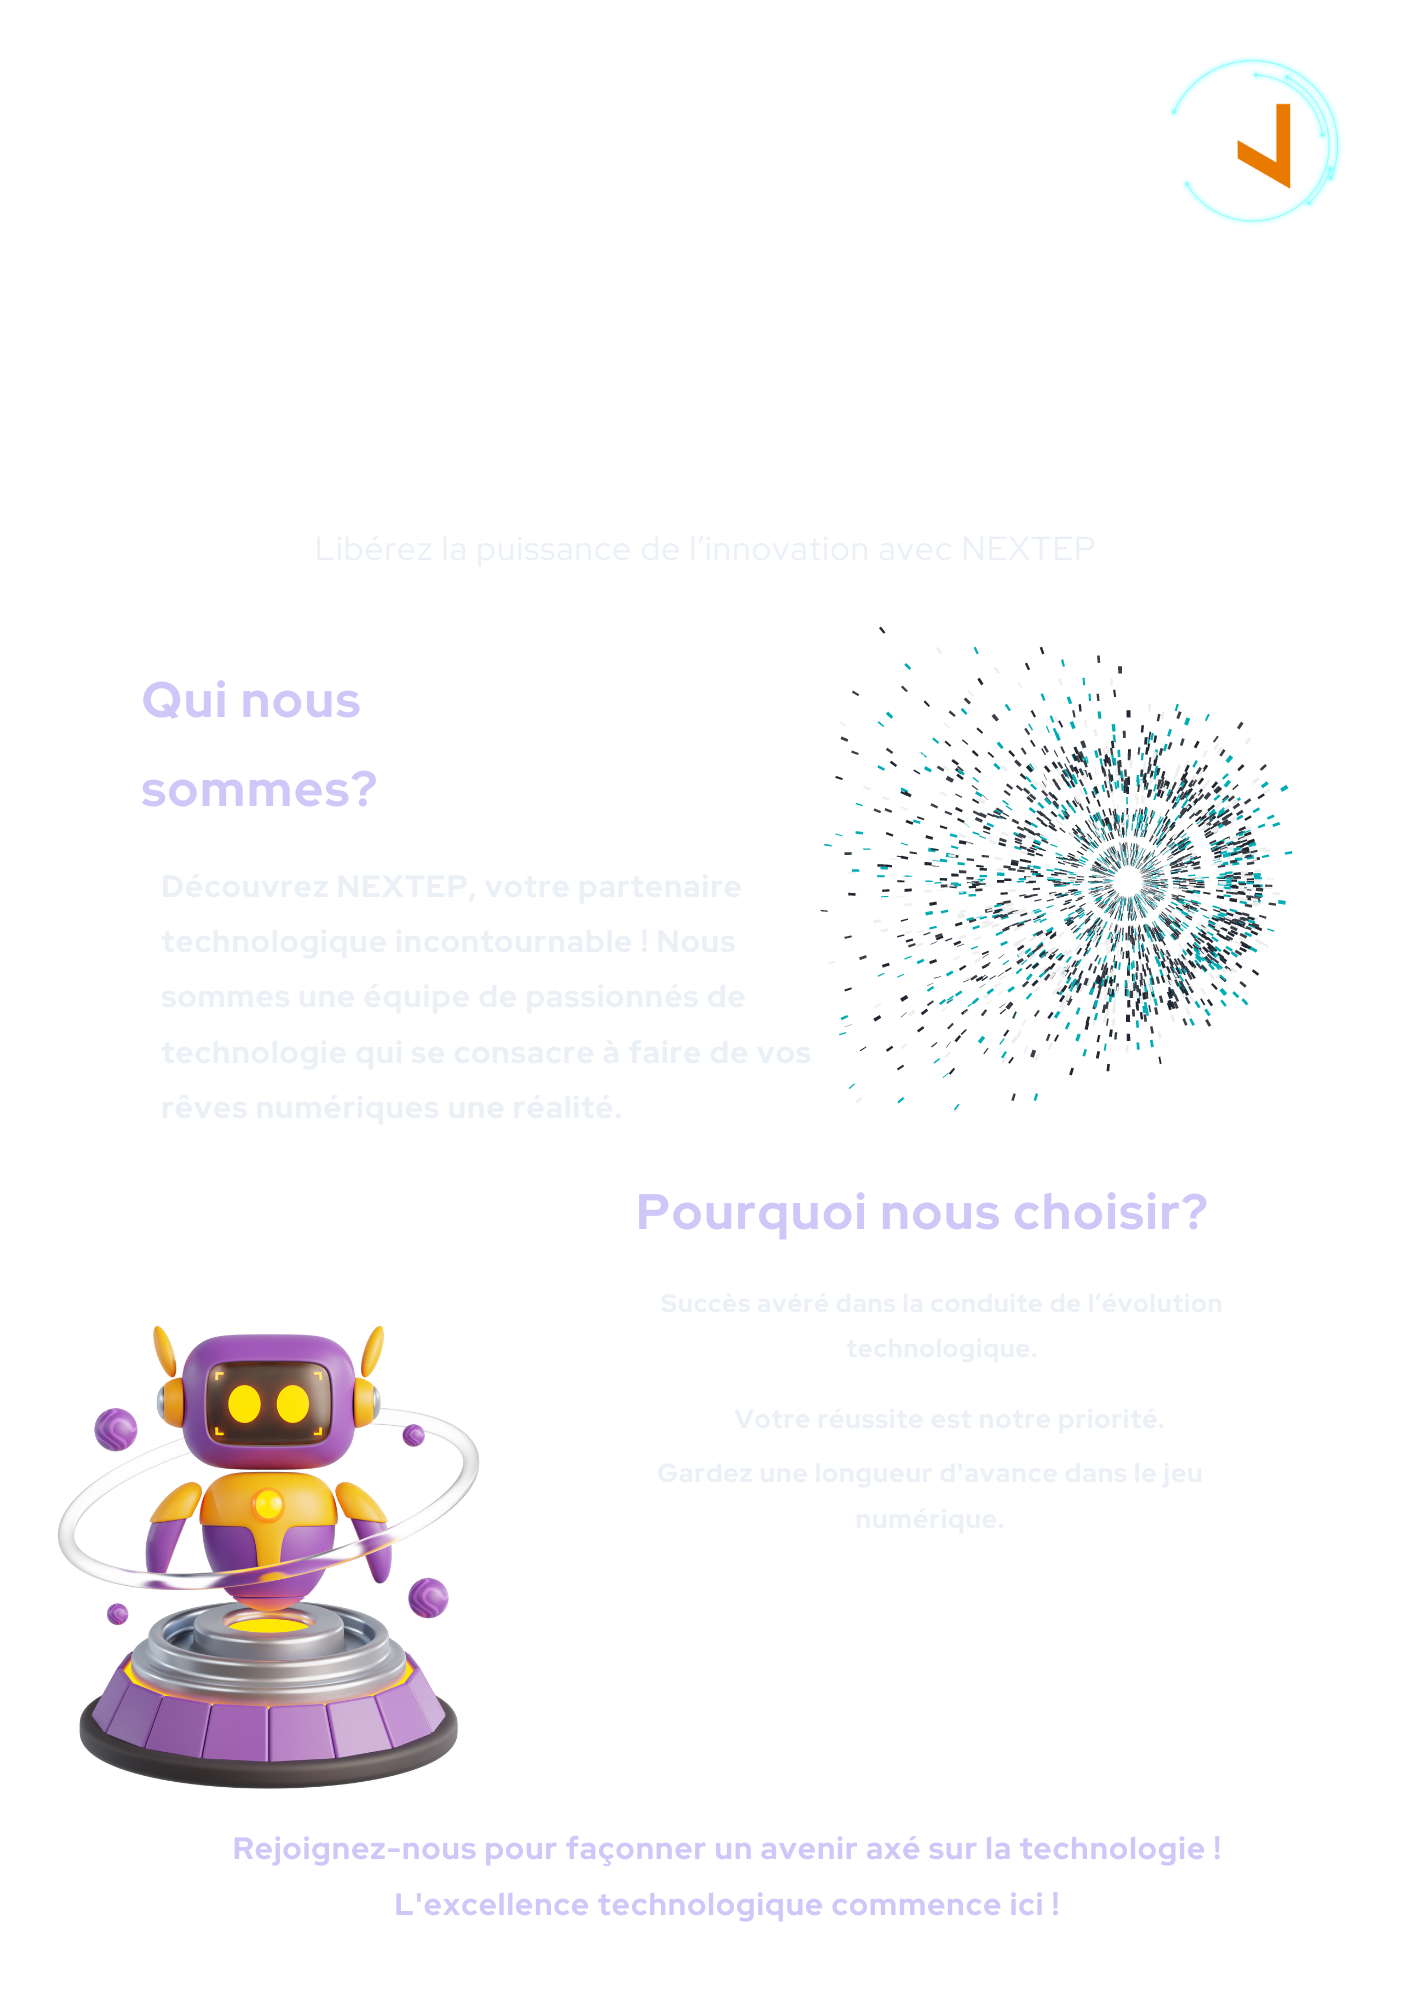 Libérez la puissance de l’innovation avec NEXTEP
Qui nous
sommes?
Découvrez NEXTEP, votre partenaire
technologique incontournable ! Nous
sommes une équipe de passionnés de
technologie qui se consacre à faire de vos
rêves numériques une réalité.
Pourquoi nous choisir?
Succès avéré dans la conduite de l’évolution
technologique.
Votre réussite est notre priorité.
Gardez une longueur d'avance dans le jeu
numérique.
Rejoignez-nous pour façonner un avenir axé sur la technologie !
L'excellence technologique commence ici !